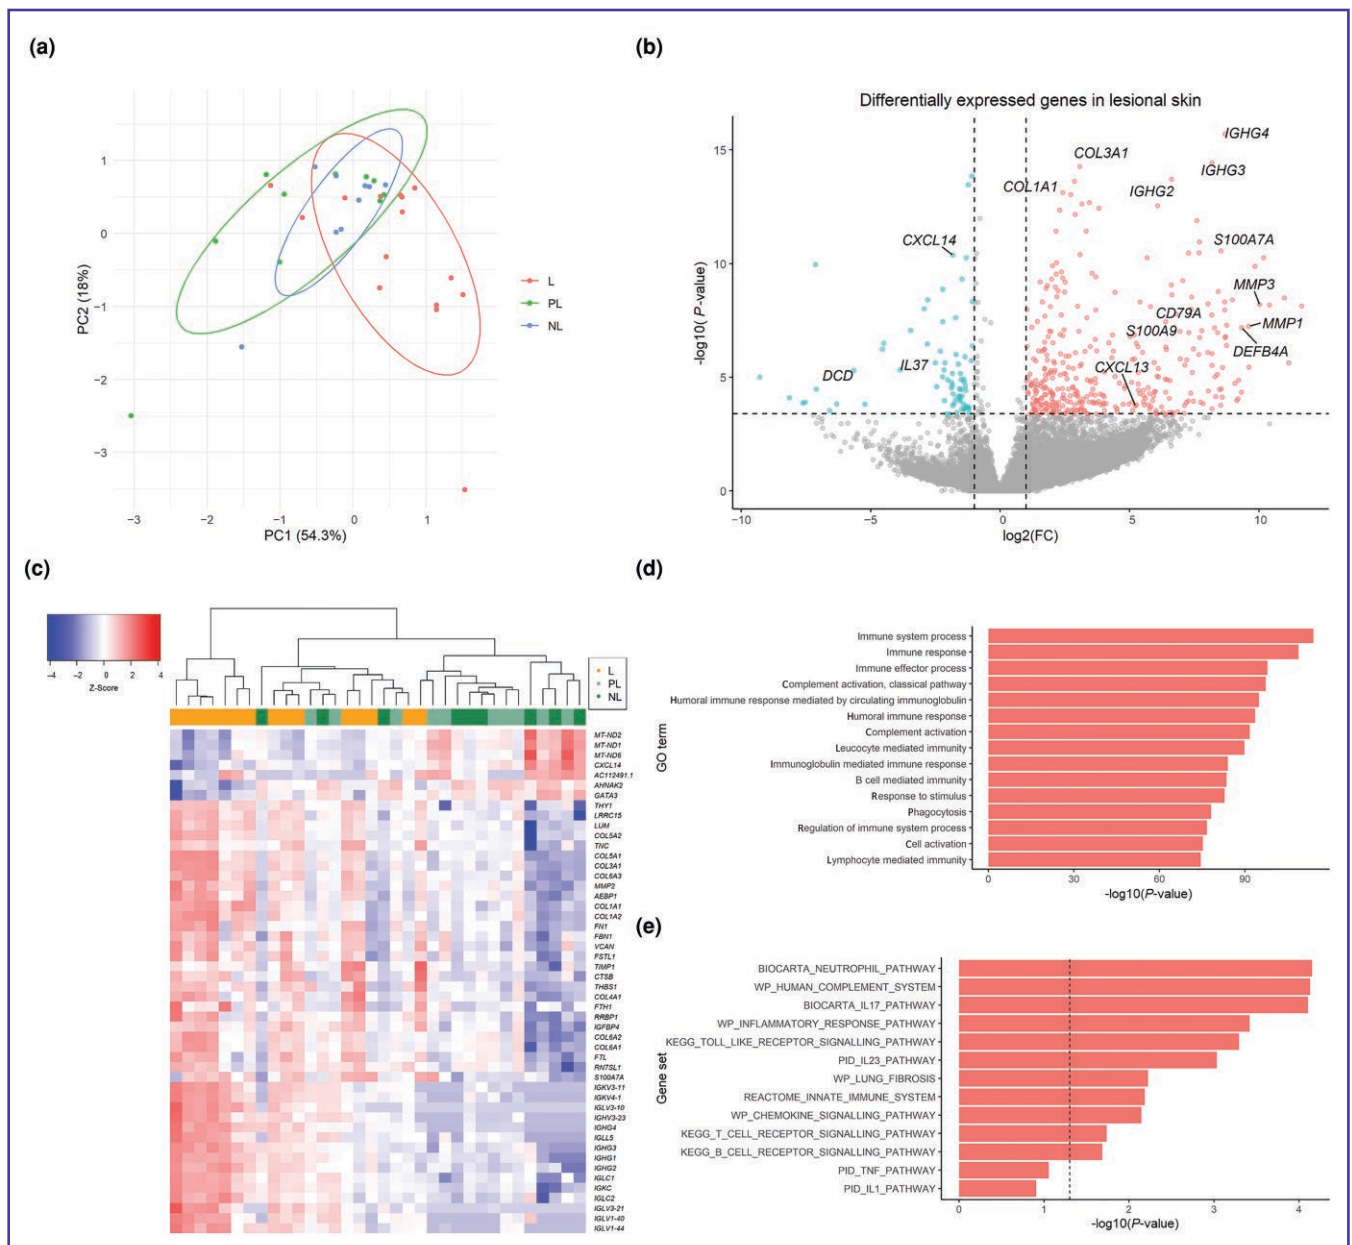 (a)
1
0
−1
−2
−3
−3
−2
−1
0
1
PC2 (18%)
PC1 (54.3%)
L
PL
NL
(b)
Differentially expressed genes in lesional skin
15
10
5
0
-log10( P-value)
IGHG4
COL3A1
IGHG3
COL1A1
IGHG2
CXCL14
S100A7A
MMP3
CD79A
MMP1
S100A9
DEFB4A
IL37
CXCL13
DCD
−10
−5
0
5
10
log2(FC)
(c)
−4
−2
0
2
4
Z-Score
L
PL
NL
MT-ND2
MT-ND1
MT-ND6
CXCL14
AC112491.1
AHNAK2
GATA3
THY1
LRRC15
LUM
COL5A2
TNC
COL5A1
COL3A1
COL6A3
MMP2
AEBP1
COL1A1
COL1A2
FN1
FBN1
VCAN
FSTL1
TIMP1
CTSB
THBS1
COL4A1
FTH1
RRBP1
IGFBP4
COL6A2
COL6A1
FTL
RN7SL1
S100A7A
IGKV3-11
IGKV4-1
IGLV3-10
IGHV3-23
IGHG4
IGLL5
IGHG3
IGHG1
IGHG2
IGLC1
IGKC
IGLC2
IGLV3-21
IGLV1-40
IGLV1-44
(d)
GO term
Immune system process
Immune response
Immune effector process
Complement activation, classical pathway
Humoral immune response mediated by circulating immunoglobulin
Humoral immune response
Complement activation
Leucocyte mediated immunity
Immunoglobulin mediated immune response
B cell mediated immunity
Response to stimulus
Phagocytosis
Regulation of immune system process
Cell activation
Lymphocyte mediated immunity
0
30
60
90
-log10(P-value)
(e)
Gene set
BIOCARTA_NEUTROPHIL_PATHWAY
WP_HUMAN_COMPLEMENT_SYSTEM
BIOCARTA_IL17_PATHWAY
WP_INFLAMMATORY_RESPONSE_PATHWAY
KEGG_TOLL_LIKE_RECEPTOR_SIGNALLING_PATHWAY
PID_IL23_PATHWAY
WP_LUNG_FIBROSIS
REACTOME_INNATE_IMMUNE_SYSTEM
WP_CHEMOKINE_SIGNALLING_PATHWAY
KEGG_T_CELL_RECEPTOR_SIGNALLING_PATHWAY
KEGG_B_CELL_RECEPTOR_SIGNALLING_PATHWAY
PID_TNF_PATHWAY
PID_IL1_PATHWAY
0
1
2
3
4
-log10(P-value)